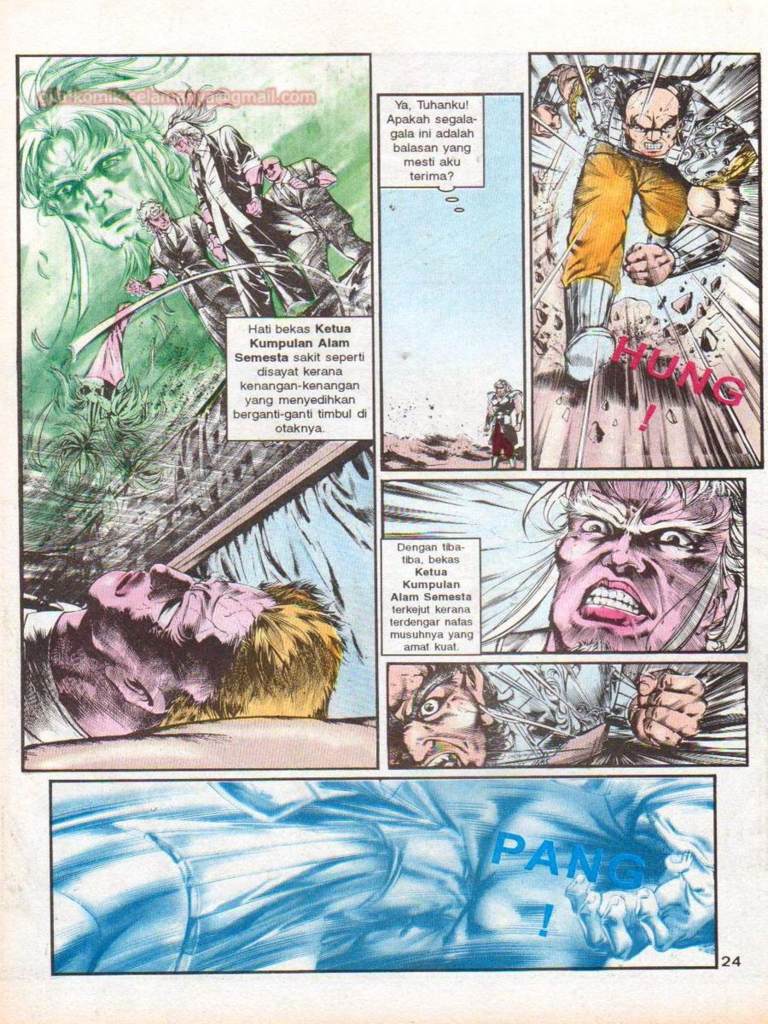 Hati bekas Ketua
Kumpulan Alam
Semesta sakit seperti
disayat kerana
kenangan-kenangan
yang menyedihkan
berganti-ganti timbul di
otaknya.
Ya, Tuhanku!
Apakah segala-
gala ini adalah
balasan yang
mesti aku
terima?
HUNG
!
Dengan tiba-
tiba, bekas
Ketua
Kumpulan
Alam Semesta
terkejut kerana
terdengar nafas
musuhnya yang
amat kuat.
PANG
!
24